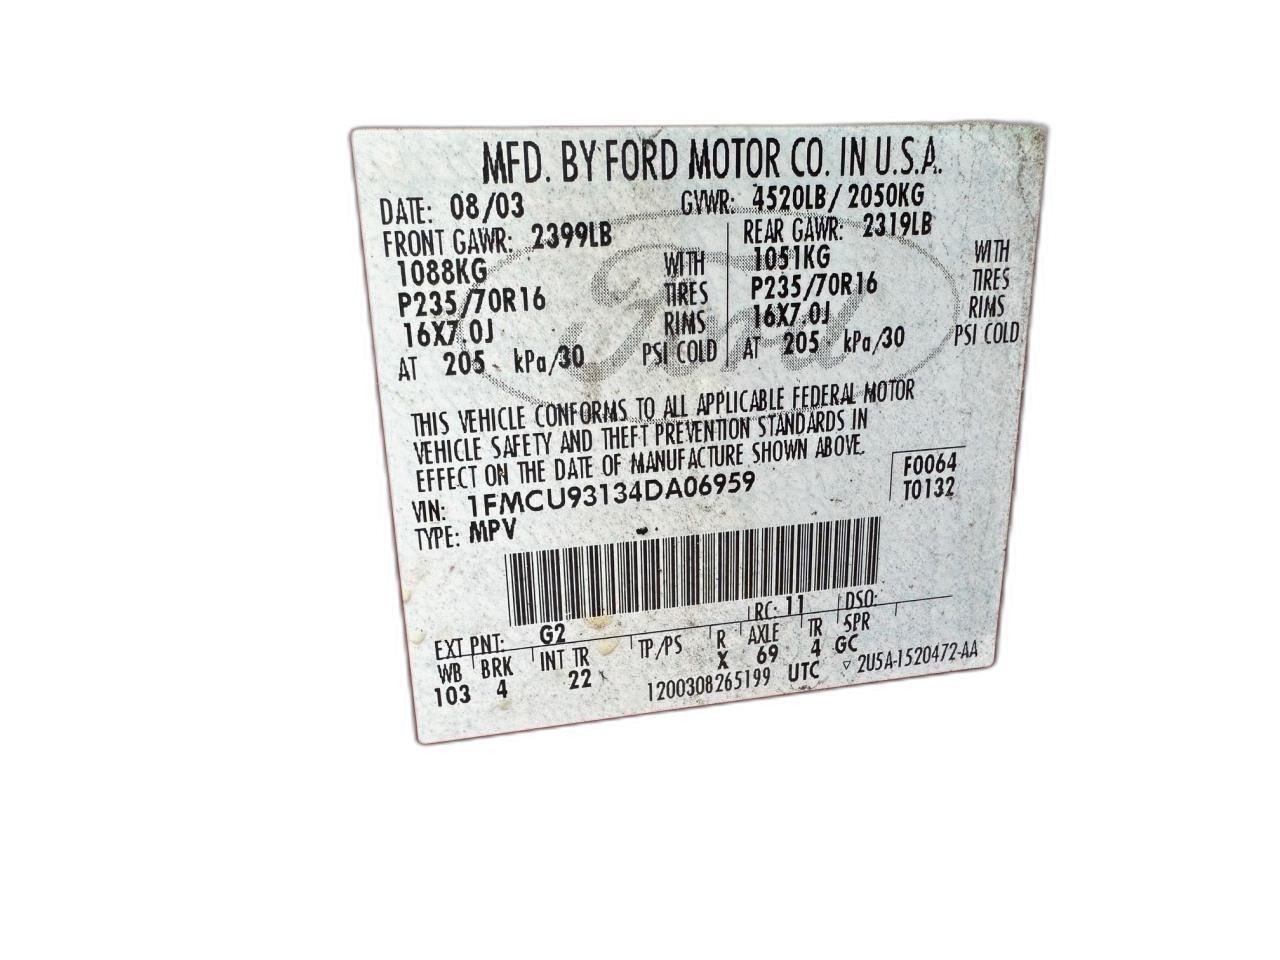 MFD. BY FORD MOTOR CO. IN U.S.A.
DATE: 08/03 GVWR: 4520LB/ 2050KG
FRONT GAWR: 2399LB REAR GAWR: 2319LB
1088KG WITH 1051KG WITH
P235/70R16 TIRES P235/70R16 TIRES
16X7.0J RIMS 16X7.0J RIMS
AT 205 kPa/30 PSI COLD AT 205 kPa/30 PSI COLD
Ford
THIS VEHICLE CONFORMS TO ALL APPLICABLE FEDERAL MOTOR
VEHICLE SAFETY AND THEFT PREVENTION STANDARDS IN
EFFECT ON THE DATE OF MANUFACTURE SHOWN ABOVE.
F0064
T0132
VIN: 1FMCU93134DA06959
TYPE: MPV
RC: 11 DSO:
EXT PNT: G2
WB BRK INT TR TP/PS R AXLE TR SPR
103 4 22 X 69 4 GC
1200308265199 UTC ▽ 2U5A-1520472-AA